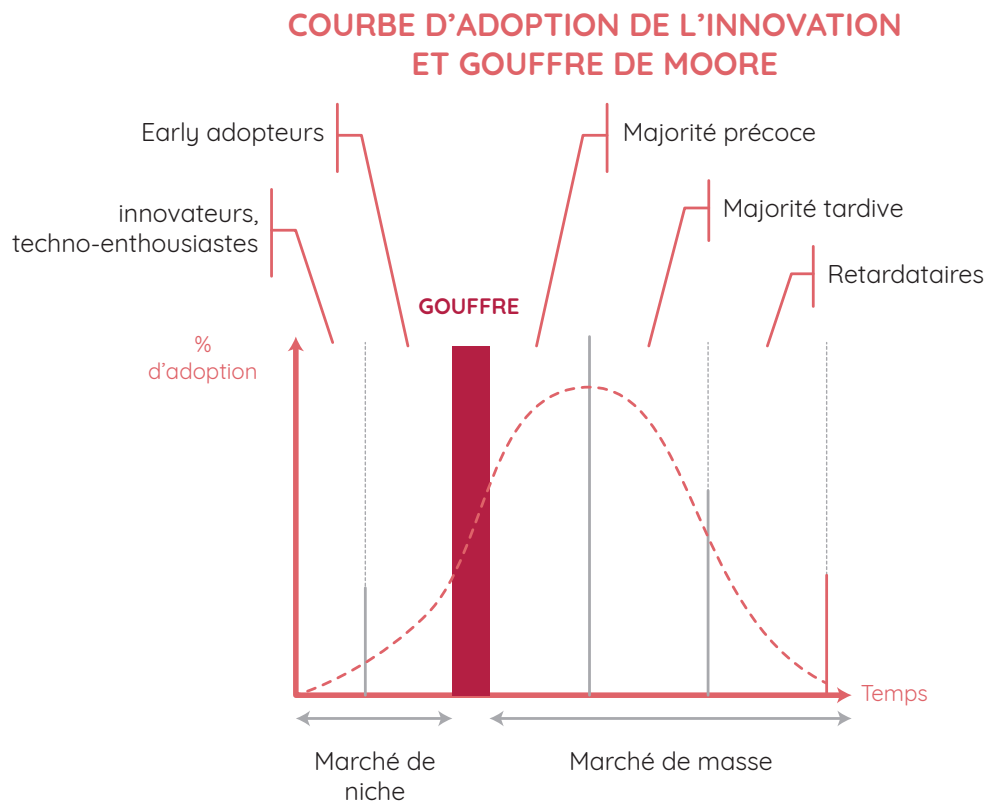 COURBE D'ADOPTION DE L'INNOVATION
ET GOUFFRE DE MOORE
Early adopteurs
Majorité précoce
innovateurs,
techno-enthousiastes
Majorité tardive
Retardataires
GOUFFRE
%
d'adoption
Temps
Marché de
niche
Marché de masse